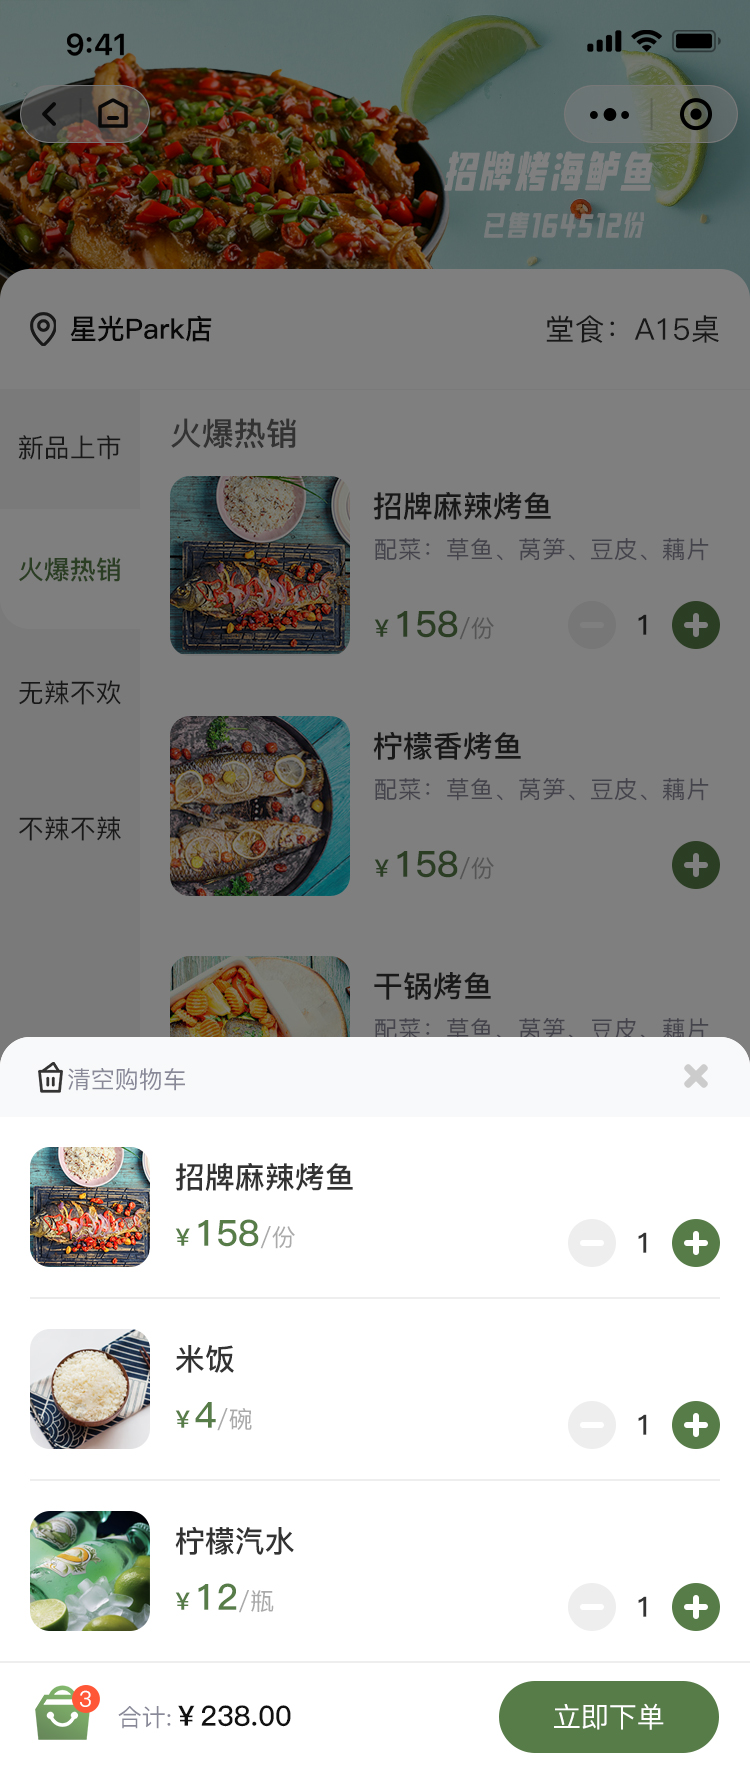 9:41
招牌烤海鲈鱼
已售164512份
星光Park店
堂食：A15桌
新品上市
火爆热销
无辣不欢
不辣不辣
火爆热销
招牌麻辣烤鱼
配菜：草鱼、莴笋、豆皮、藕片
¥158/份
1
柠檬香烤鱼
配菜：草鱼、莴笋、豆皮、藕片
¥158/份
干锅烤鱼
配菜：草鱼、莴笋、豆皮、藕片
清空购物车
招牌麻辣烤鱼
¥158/份
1
米饭
¥4/碗
1
柠檬汽水
¥12/瓶
1
3
合计: ¥238.00
立即下单